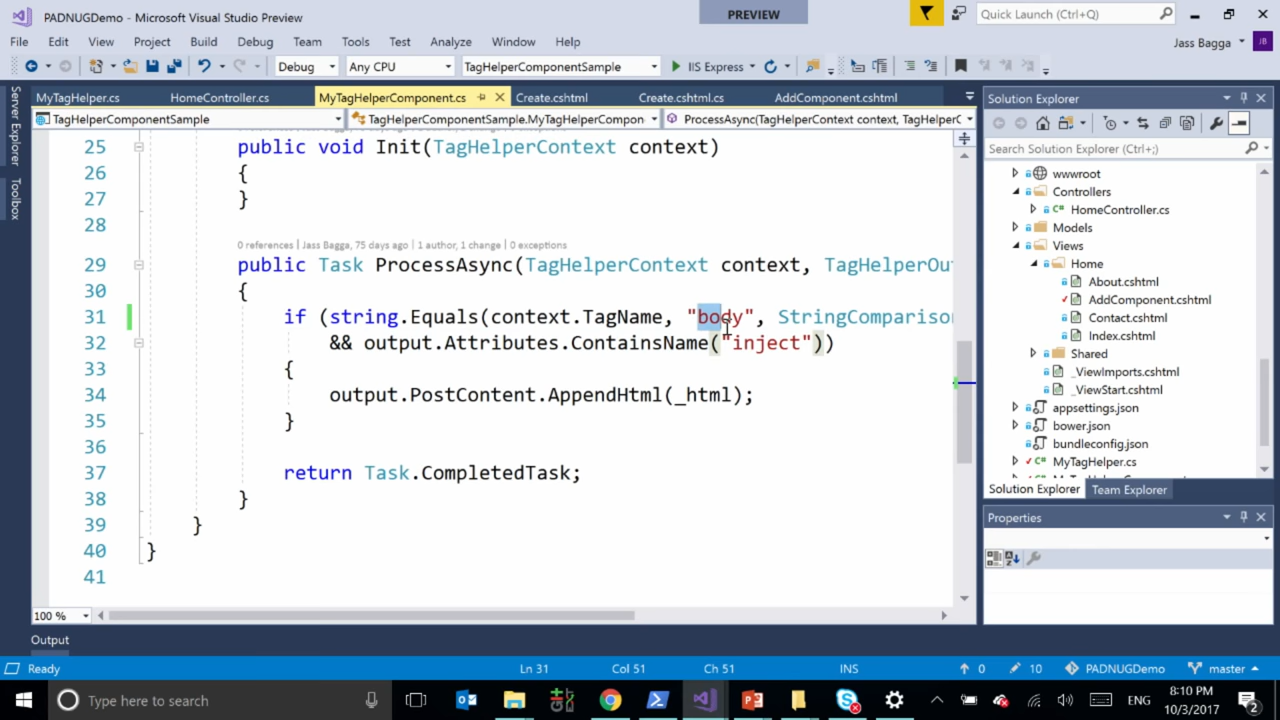 PADNUGDemo - Microsoft Visual Studio Preview
PREVIEW
Quick Launch (Ctrl+Q)
File Edit View Project Build Debug Team Tools Test Analyze Window Help
Jass Bagga
JB
Debug
Any CPU
TagHelperComponentSample
IIS Express
Server Explorer
Toolbox
MyTagHelper.cs
HomeController.cs
MyTagHelperComponent.cs
Create.cshtml
Create.cshtml.cs
AddComponent.cshtml
TagHelperComponentSample
TagHelperComponentSample.MyTagHelperCompon
ProcessAsync(TagHelperContext context, TagHelperC
25 public void Init(TagHelperContext context)
26 {
27 }
28
0 references | Jass Bagga, 75 days ago | 1 author, 1 change | 0 exceptions
29 public Task ProcessAsync(TagHelperContext context, TagHelperOu
30 {
31 if (string.Equals(context.TagName, "body", StringComparison
32 && output.Attributes.ContainsName("inject"))
33 {
34 output.PostContent.AppendHtml(_html);
35 }
36
37 return Task.CompletedTask;
38 }
39 }
40 }
41
100 %
Solution Explorer
Search Solution Explorer (Ctrl+;)
wwwroot
Controllers
C# HomeController.cs
Models
Views
Home
About.cshtml
AddComponent.cshtml
Contact.cshtml
Index.cshtml
Shared
_ViewImports.cshtml
_ViewStart.cshtml
appsettings.json
bower.json
bundleconfig.json
C# MyTagHelper.cs
Solution Explorer Team Explorer
Properties
Output
Ready
Ln 31
Col 51
Ch 51
INS
0
10
PADNUGDemo
master
Type here to search
ENG
8:10 PM
10/3/2017
2